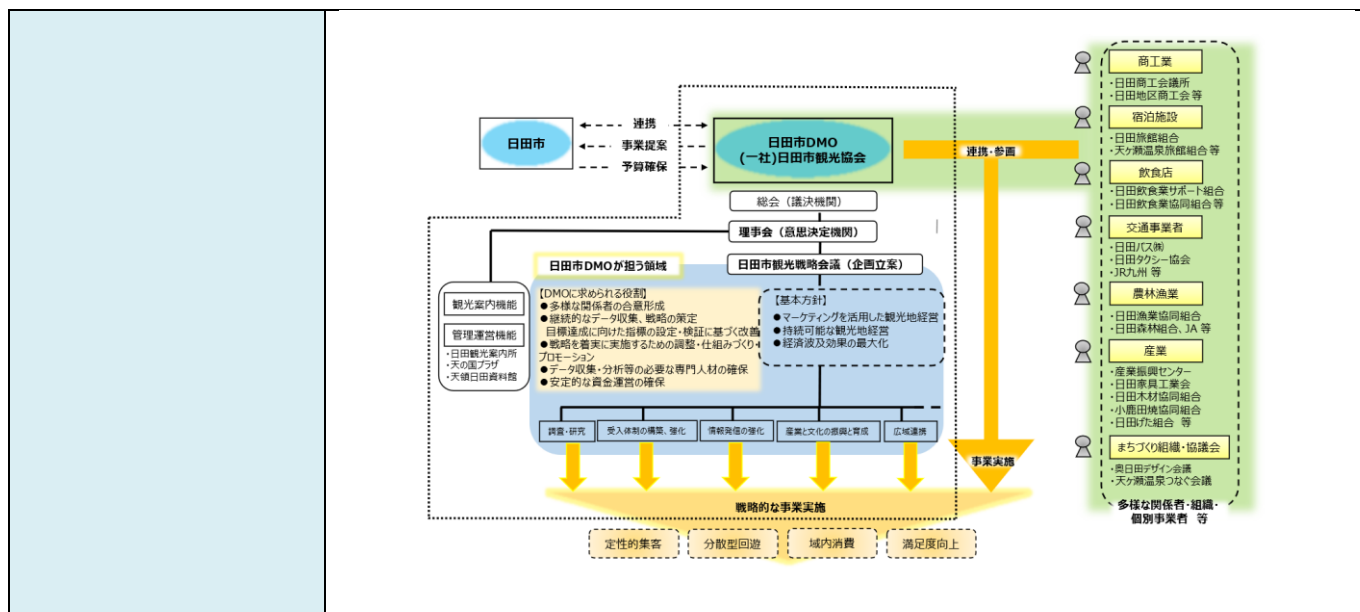 日田市
連携
事業提案
予算確保
日田市DMO
(一社)日田市観光協会
連携・参画
総会（議決機関）
理事会（意思決定機関）
日田市観光戦略会議（企画立案）
日田市DMOが担う領域
【DMOに求められる役割】
●多様な関係者の合意形成
●継続的なデータ収集、戦略の策定
目標達成に向けた指標の設定・検証に基づく改善
●戦略を着実に実施するための調整・仕組みづくり・
プロモーション
●データ収集・分析等の必要な専門人材の確保
●安定的な資金運営の確保
【基本方針】
●マーケティングを活用した観光地経営
●持続可能な観光地経営
●経済波及効果の最大化
観光案内機能
管理運営機能
・日田観光案内所
・天の国プラザ
・天領日田資料館
調査・研究
受入体制の構築、強化
情報発信の強化
産業と文化の振興と育成
広域連携
事業実施
戦略的な事業実施
定性的集客
分散型回遊
域内消費
満足度向上
商工業
・日田商工会議所
・日田地区商工会 等
宿泊施設
・日田旅館組合
・天ヶ瀬温泉旅館組合 等
飲食店
・日田飲食業サポート組合
・日田飲食業協同組合 等
交通事業者
・日田バス㈱
・日田タクシー協会
・JR九州 等
農林漁業
・日田漁業協同組合
・日田森林組合、JA 等
産業
・産業振興センター
・日田家具工業会
・日田木材協同組合
・小鹿田焼協同組合
・日田げた組合 等
まちづくり組織・協議会
・奥日田デザイン会議
・天ヶ瀬温泉つなぐ会議
多様な関係者・組織・
個別事業者 等